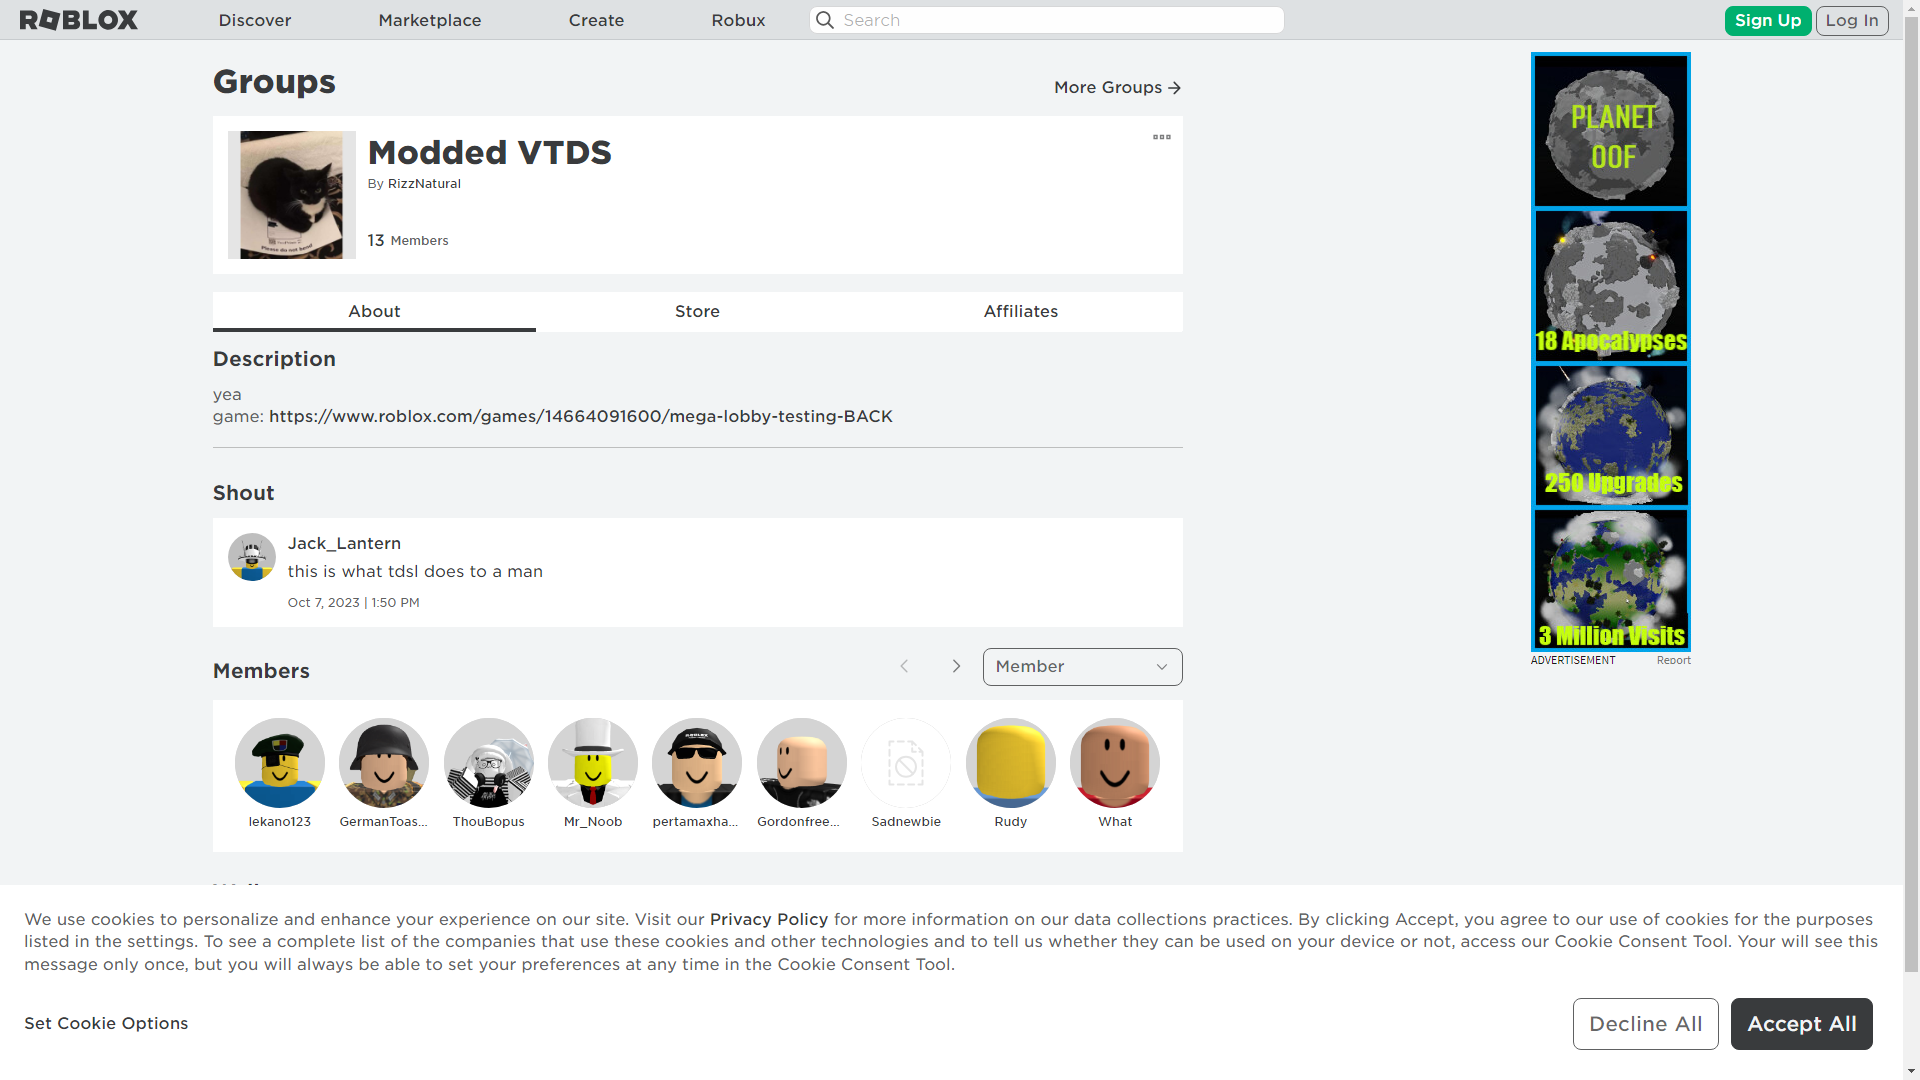 ROBLOX
Discover
Marketplace
Create
Robux
Search
Sign Up
Log In
Groups
More Groups
Modded VTDS
By RizzNatural
13 Members
Please do not bend
About
Store
Affiliates
Description
yea
game: https://www.roblox.com/games/14664091600/mega-lobby-testing-BACK
Shout
Jack_Lantern
this is what tdsl does to a man
Oct 7, 2023 | 1:50 PM
Members
Member
lekano123
GermanToas...
ThouBopus
Mr_Noob
ROBLOX
pertamaxha...
Gordonfree...
Sadnewbie
Rudy
What
PLANET
OOF
18 Apocalypses
250 Upgrades
3 Million Visits
ADVERTISEMENT
Report
We use cookies to personalize and enhance your experience on our site. Visit our Privacy Policy for more information on our data collections practices. By clicking Accept, you agree to our use of cookies for the purposes
listed in the settings. To see a complete list of the companies that use these cookies and other technologies and to tell us whether they can be used on your device or not, access our Cookie Consent Tool. Your will see this
message only once, but you will always be able to set your preferences at any time in the Cookie Consent Tool.
Set Cookie Options
Decline All
Accept All